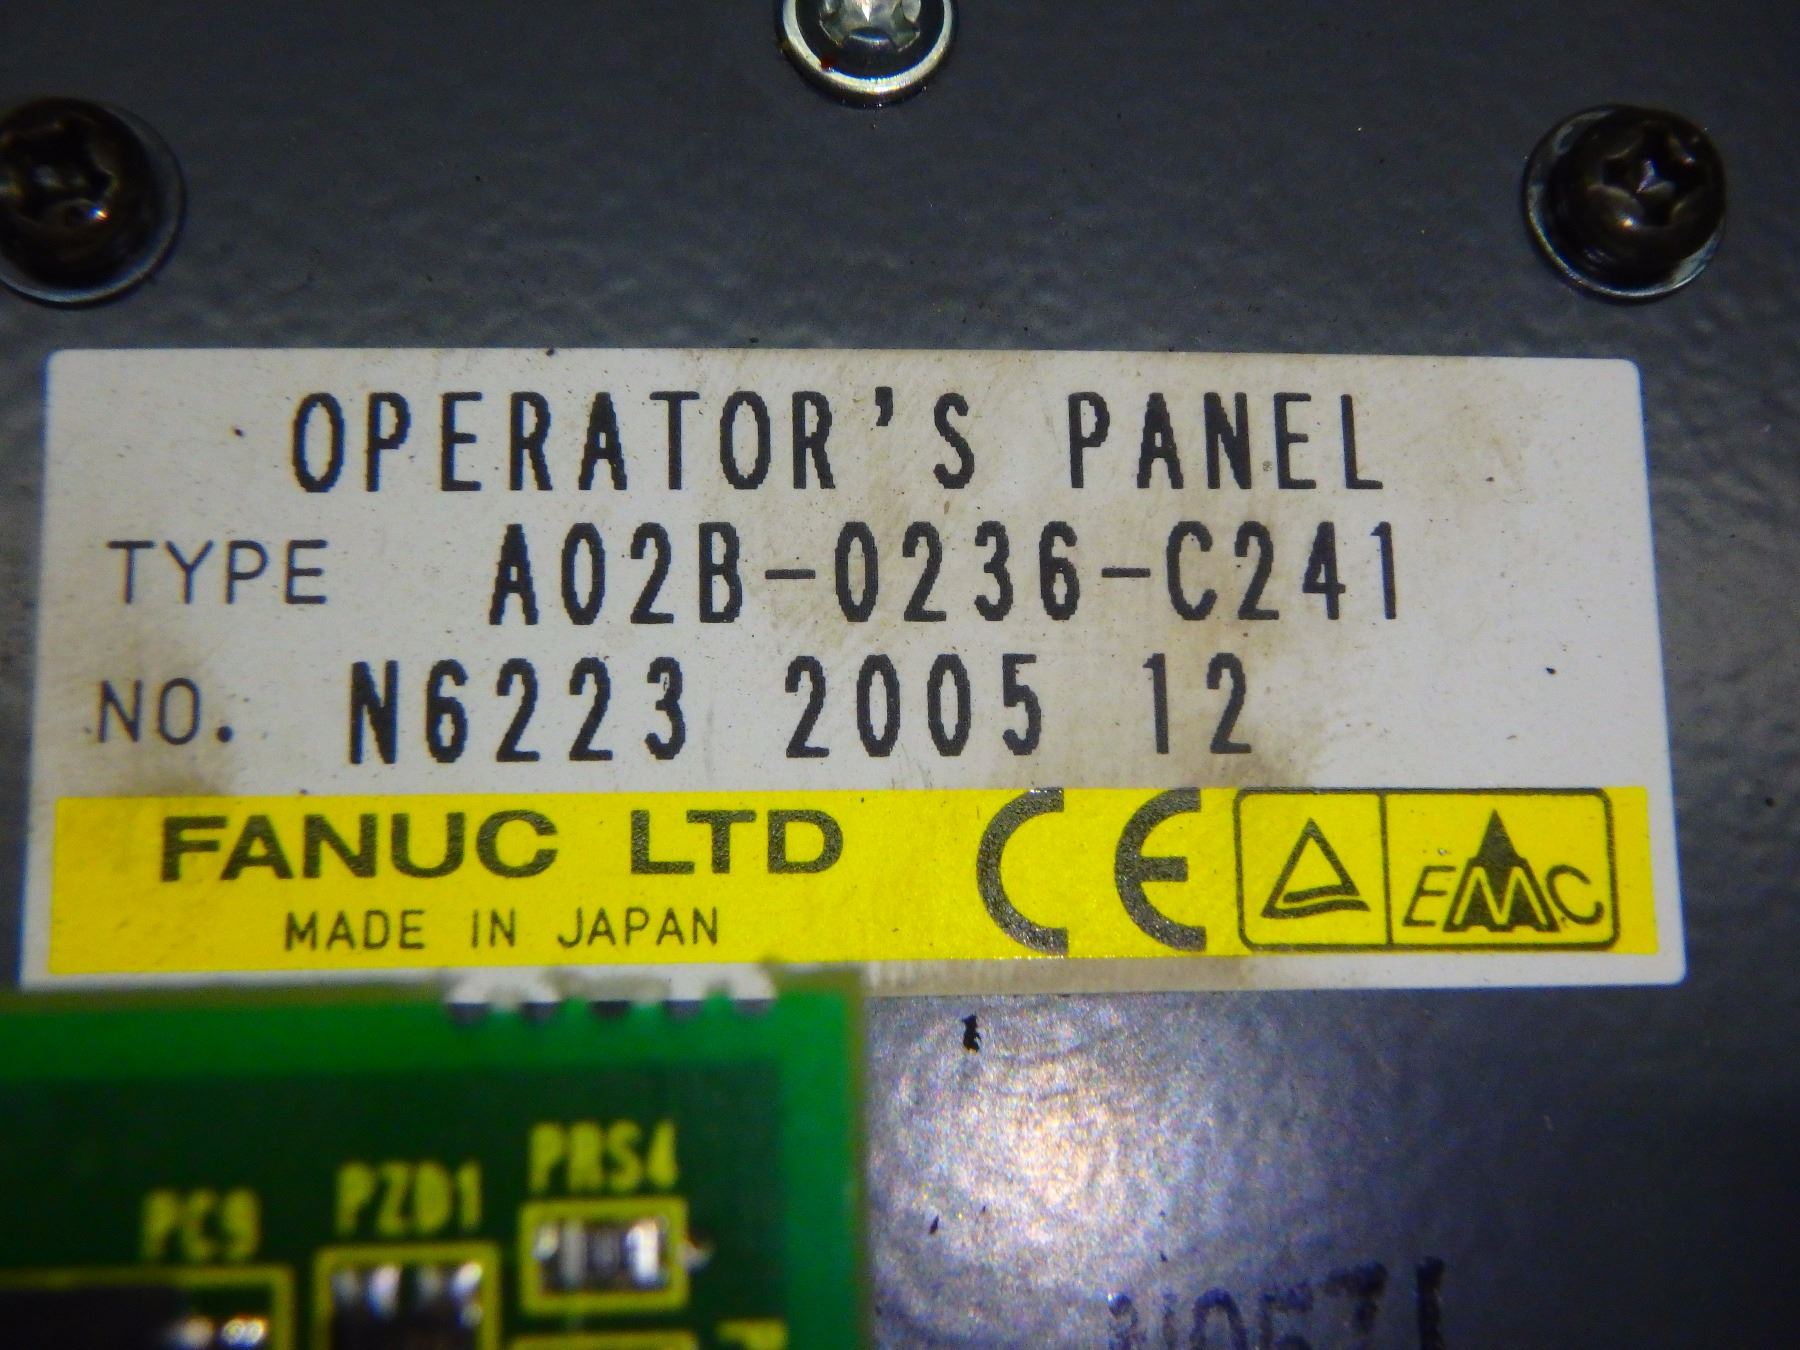 OPERATOR'S PANEL
TYPE A02B-0236-C241
NO. N6223 2005 12
FANUC LTD CE EMC
MADE IN JAPAN
PRS4
PZD1
PC9